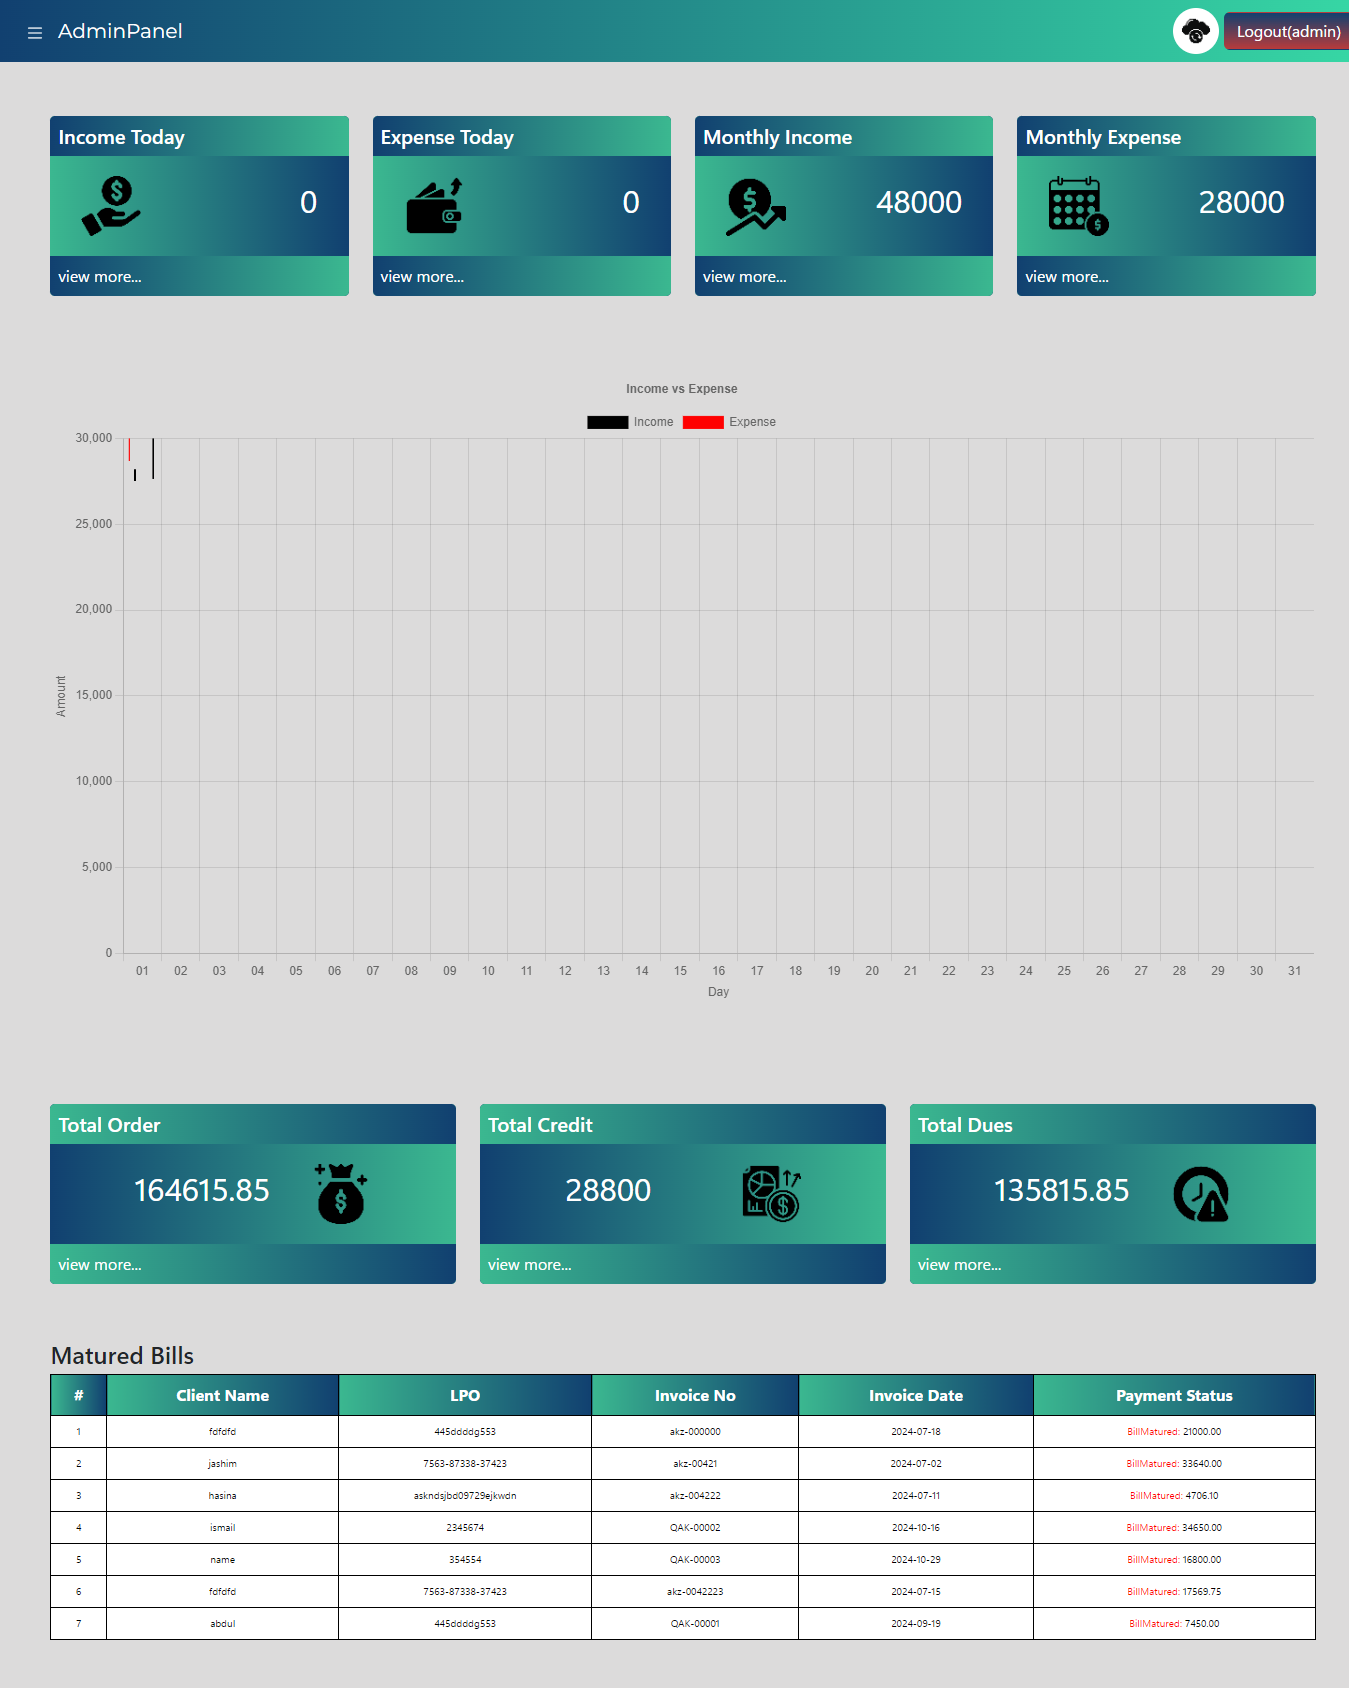 AdminPanel
Logout(admin)
Income Today
Expense Today
Monthly Income
Monthly Expense
0
0
48000
28000
view more...
view more...
view more...
view more...
Income vs Expense
Income Expense
30,000
25,000
20,000
15,000
10,000
5,000
0
Amount
01 02 03 04 05 06 07 08 09 10 11 12 13 14 15 16 17 18 19 20 21 22 23 24 25 26 27 28 29 30 31
Day
Total Order
Total Credit
Total Dues
164615.85
28800
135815.85
view more...
view more...
view more...
Matured Bills
# Client Name LPO Invoice No Invoice Date Payment Status
1 fdfdfd 445ddddg553 akz-000000 2024-07-18 BillMatured: 21000.00
2 jashim 7563-87338-37423 akz-00421 2024-07-02 BillMatured: 33640.00
3 hasina askndsjbd09729ejkwdn akz-004222 2024-07-11 BillMatured: 4706.10
4 ismail 2345674 QAK-00002 2024-10-16 BillMatured: 34650.00
5 name 354554 QAK-00003 2024-10-29 BillMatured: 16800.00
6 fdfdfd 7563-87338-37423 akz-0042223 2024-07-15 BillMatured: 17569.75
7 abdul 445ddddg553 QAK-00001 2024-09-19 BillMatured: 7450.00